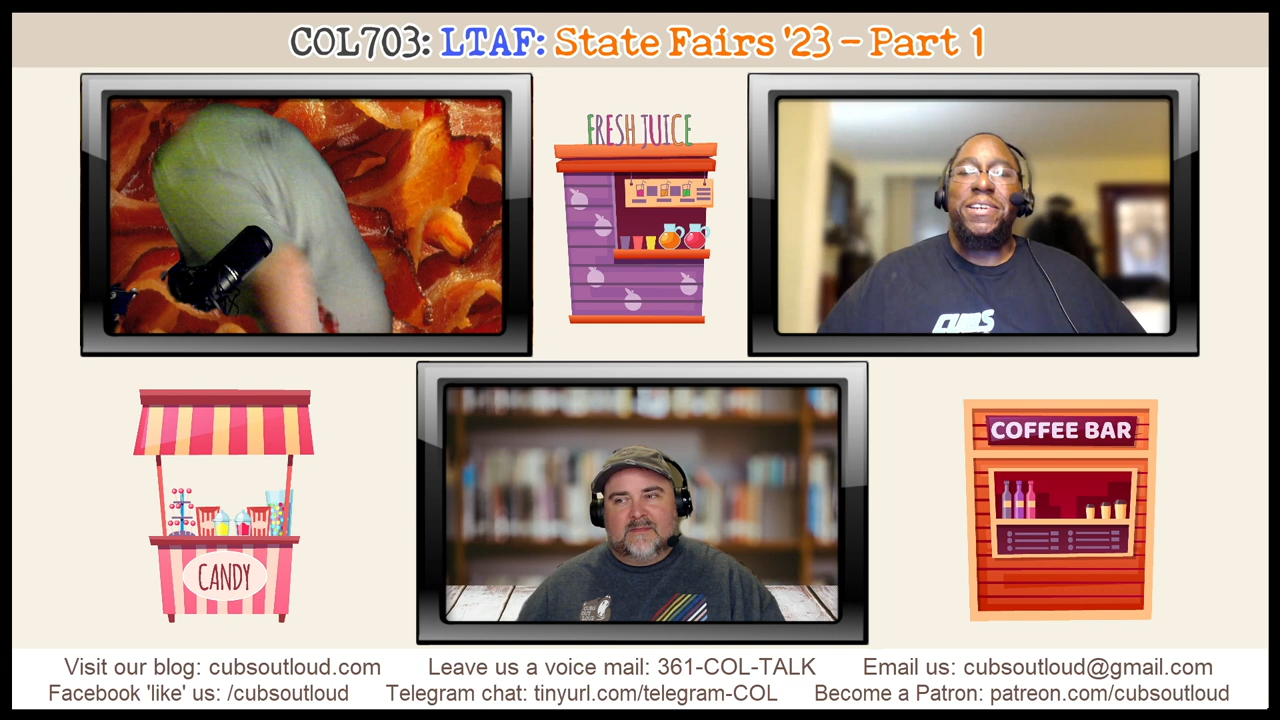 COL703: LTAF: State Fairs '23 - Part 1
FRESH JUICE
CUBS
COFFEE BAR
CANDY
Visit our blog: cubsoutloud.com Leave us a voice mail: 361-COL-TALK Email us: cubsoutloud@gmail.com
Facebook 'like' us: /cubsoutloud Telegram chat: tinyurl.com/telegram-COL Become a Patron: patreon.com/cubsoutloud